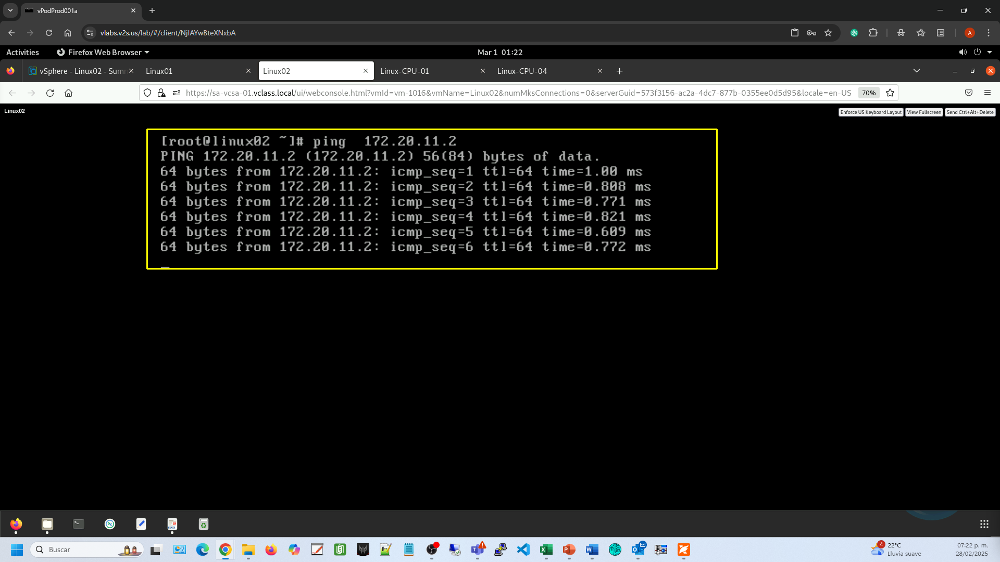 vPodProd001a
vlabs.v2s.us/lab/#/client/NjIAYwBteXNxbA
A
Activities
Firefox Web Browser
Mar 1 01:22
vSphere - Linux02 - Sum
Linux01
Linux02
Linux-CPU-01
Linux-CPU-04
https://sa-vcsa-01.vclass.local/ui/webconsole.html?vmId=vm-1016&vmName=Linux02&numMksConnections=0&serverGuid=573f3156-ac2a-4dc7-877b-0355ee0d5d95&locale=en-US
70%
Linux02
Enforce US Keyboard Layout
View Fullscreen
Send Ctrl+Alt+Delete
[root@linux02 ~]# ping  172.20.11.2
PING 172.20.11.2 (172.20.11.2) 56(84) bytes of data.
64 bytes from 172.20.11.2: icmp_seq=1 ttl=64 time=1.00 ms
64 bytes from 172.20.11.2: icmp_seq=2 ttl=64 time=0.808 ms
64 bytes from 172.20.11.2: icmp_seq=3 ttl=64 time=0.771 ms
64 bytes from 172.20.11.2: icmp_seq=4 ttl=64 time=0.821 ms
64 bytes from 172.20.11.2: icmp_seq=5 ttl=64 time=0.609 ms
64 bytes from 172.20.11.2: icmp_seq=6 ttl=64 time=0.772 ms
Buscar
4
22°C
Lluvia suave
07:22 p. m.
28/02/2025